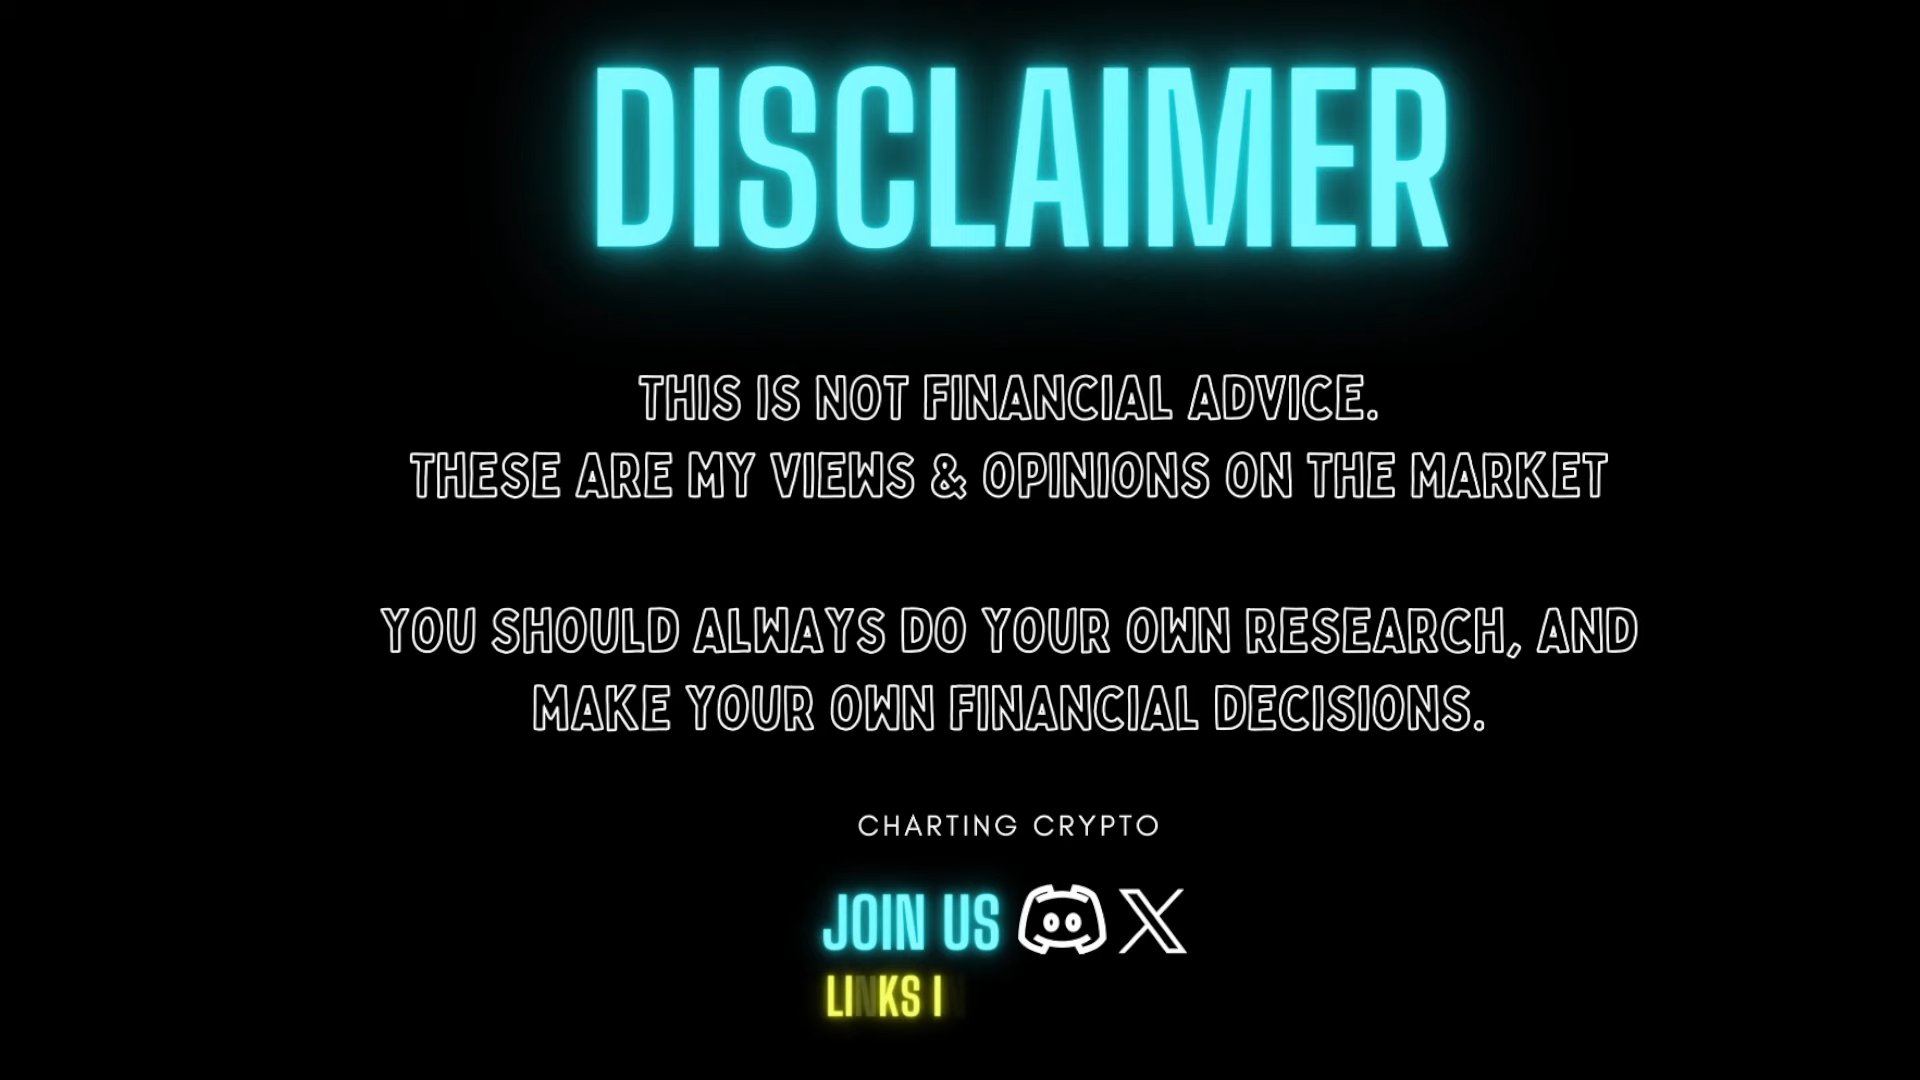 DISCLAIMER
THIS IS NOT FINANCIAL ADVICE.
THESE ARE MY VIEWS & OPINIONS ON THE MARKET
YOU SHOULD ALWAYS DO YOUR OWN RESEARCH, AND
MAKE YOUR OWN FINANCIAL DECISIONS.
CHARTING CRYPTO
JOIN US
LINKS IN